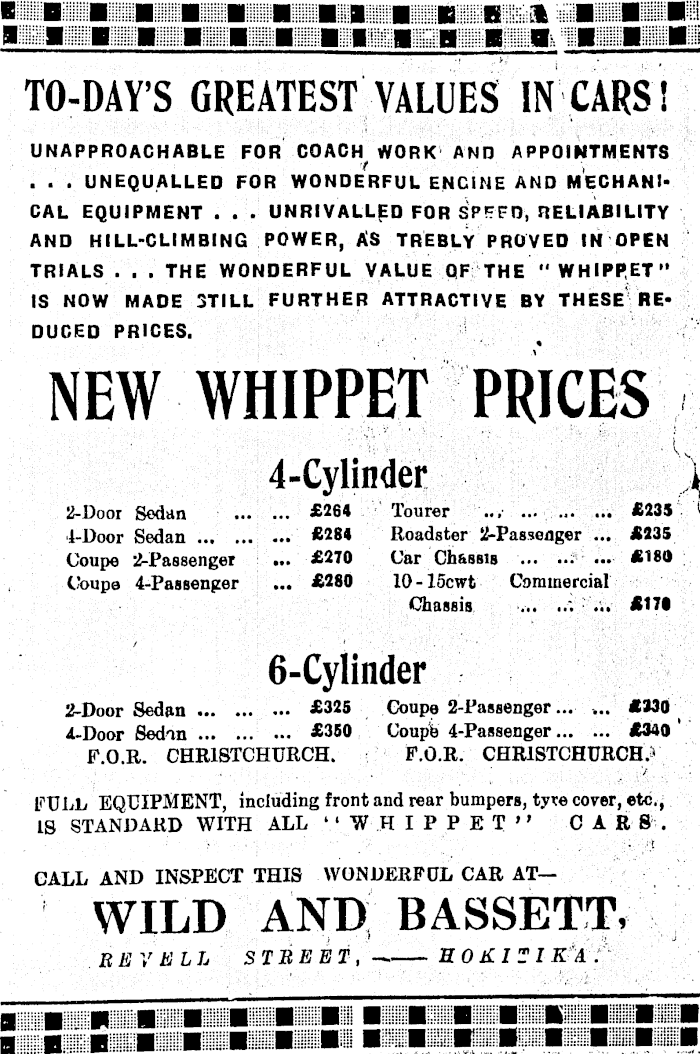 TO-DAY'S GREATEST VALUES IN CARS!
UNAPPROACHABLE FOR COACH WORK AND APPOINTMENTS
... UNEQUALLED FOR WONDERFUL ENGINE AND MECHANI-
CAL EQUIPMENT ... UNRIVALLED FOR SPEED, RELIABILITY
AND HILL-CLIMBING POWER, AS TREBLY PROVED IN OPEN
TRIALS ... THE WONDERFUL VALUE OF THE "WHIPPET"
IS NOW MADE STILL FURTHER ATTRACTIVE BY THESE RE-
DUCED PRICES.
NEW WHIPPET PRICES
4-Cylinder
2-Door Sedan ... ... £264
4-Door Sedan ... ... ... £284
Coupe 2-Passenger ... £270
Coupe 4-Passenger ... £280
Tourer ... ... ... ... £235
Roadster 2-Passenger ... £235
Car Chassis ... ... ... £180
10-15cwt Commercial
Chassis ... ... ... £170
6-Cylinder
2-Door Sedan ... ... ... £325
4-Door Sedan ... ... ... £350
F.O.R. CHRISTCHURCH.
Coupe 2-Passenger ... ... £330
Coupe 4-Passenger ... ... £340
F.O.R. CHRISTCHURCH.
FULL EQUIPMENT, including front and rear bumpers, tyre cover, etc.,
IS STANDARD WITH ALL "WHIPPET" CARS.
CALL AND INSPECT THIS WONDERFUL CAR AT—
WILD AND BASSETT,
REVELL STREET, —— HOKITIKA.